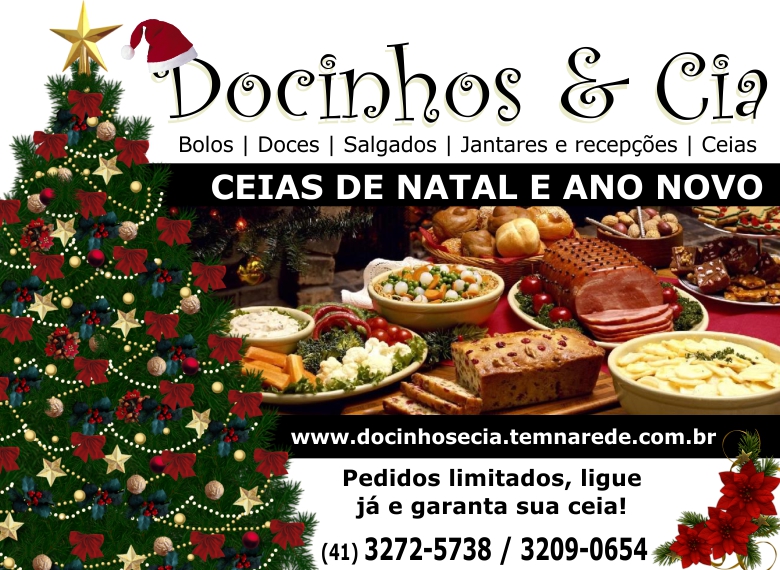 Docinhos & Cia
Bolos | Doces | Salgados | Jantares e recepções | Ceias
CEIAS DE NATAL E ANO NOVO
www.docinhosecia.temnarede.com.br
Pedidos limitados, ligue
já e garanta sua ceia!
(41) 3272-5738 / 3209-0654